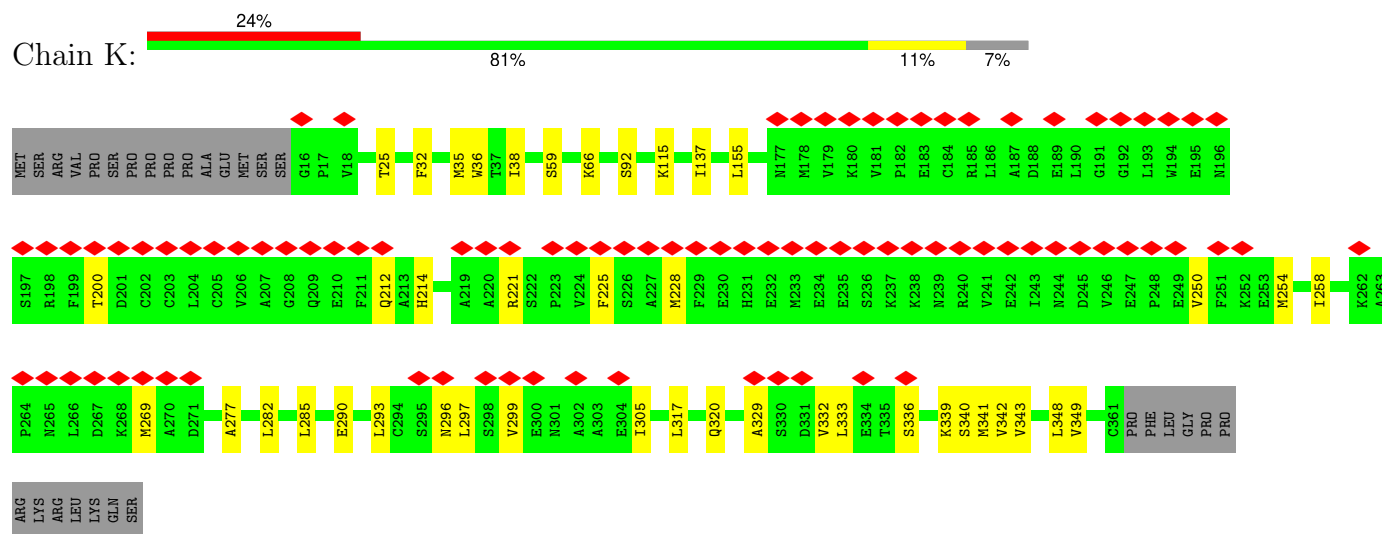 24%
Chain K:
81% 11% 7%
MET SER ARG VAL PRO SER PRO PRO PRO PRO ALA GLU MET SER SER G16 P17 V18 T25 F32 M35 W36 T37 I38 S59 K66 S92 K115 I137 L155 N177 M178 V179 K180 V181 P182 E183 C184 R185 L186 A187 D188 E189 L190 G191 G192 L193 W194 E195 N196
S197 R198 F199 T200 D201 C202 C203 L204 C205 V206 A207 G208 Q209 E210 F211 Q212 A213 H214 A219 A220 R221 S222 P223 V224 F225 S226 A227 M228 F229 E230 H231 E232 M233 E234 E235 S236 K237 K238 N239 R240 V241 E242 I243 N244 D245 V246 E247 P248 E249 V250 F251 K252 E253 M254 I258 K262 A263
P264 N265 L266 D267 K268 M269 A270 D271 A277 L282 L285 E290 L293 C294 S295 N296 L297 S298 V299 E300 N301 A302 A303 E304 I305 L317 Q320 A329 S330 D331 V332 L333 E334 T335 S336 K339 S340 M341 V342 V343 L348 V349 C361 PRO PHE LEU GLY PRO PRO
ARG LYS ARG LEU LYS GLN SER